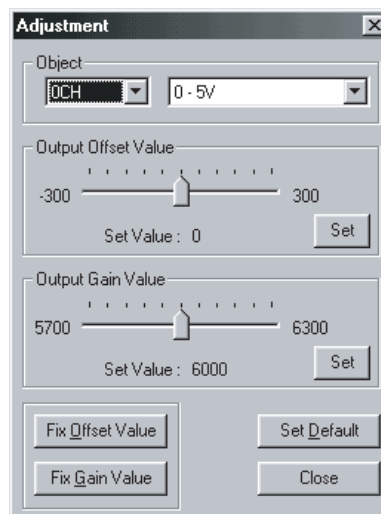 Adjustment
Object
0CH
0 - 5V
Output Offset Value
-300
300
Set Value : 0
Set
Output Gain Value
5700
6300
Set Value : 6000
Set
Fix Offset Value
Set Default
Fix Gain Value
Close